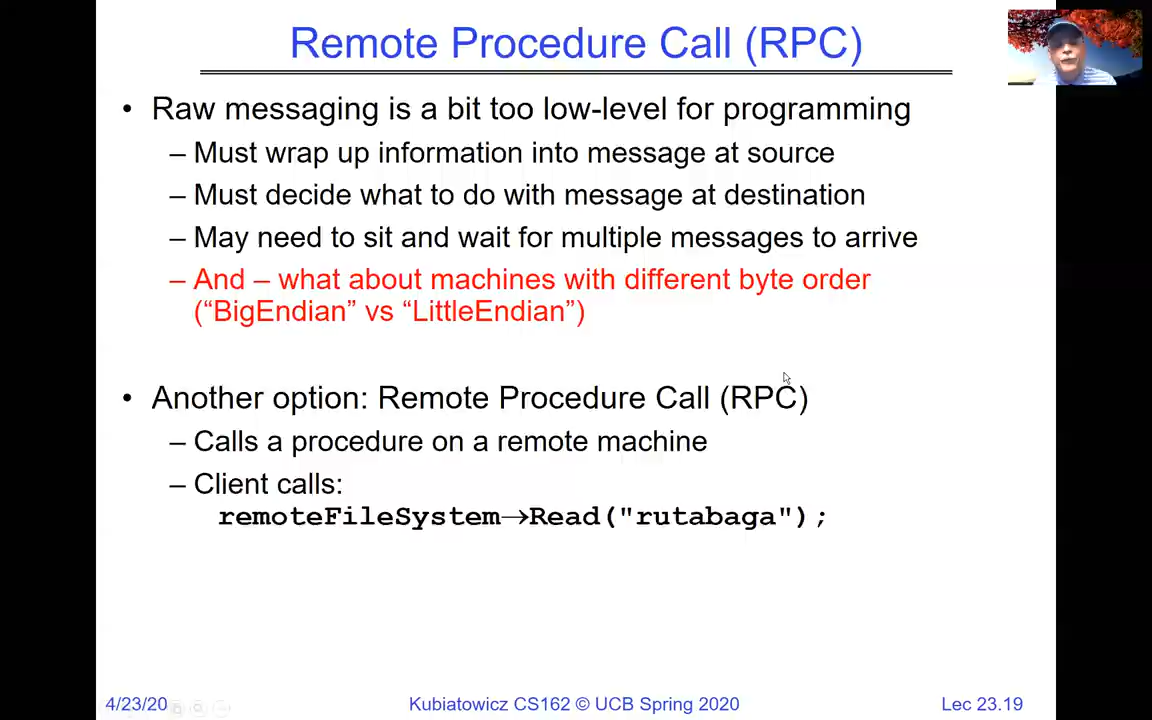 Remote Procedure Call (RPC)
• Raw messaging is a bit too low-level for programming
– Must wrap up information into message at source
– Must decide what to do with message at destination
– May need to sit and wait for multiple messages to arrive
– And – what about machines with different byte order
(“BigEndian” vs “LittleEndian”)
• Another option: Remote Procedure Call (RPC)
– Calls a procedure on a remote machine
– Client calls:
remoteFileSystem→Read("rutabaga");
4/23/20
Kubiatowicz CS162 © UCB Spring 2020
Lec 23.19